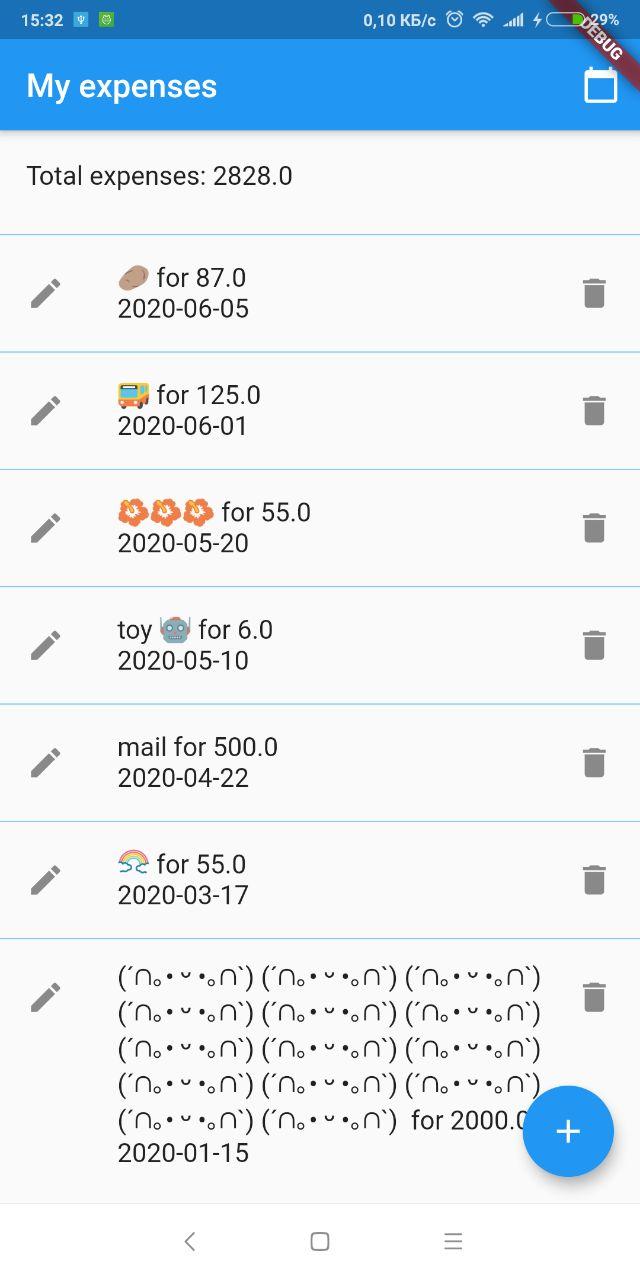 15:32 0,10 КБ/с 29%
DEBUG
My expenses
Total expenses: 2828.0
🥔 for 87.0
2020-06-05
🚌 for 125.0
2020-06-01
🌺🌺🌺 for 55.0
2020-05-20
toy 🤖 for 6.0
2020-05-10
mail for 500.0
2020-04-22
🌈 for 55.0
2020-03-17
(´∩｡• ᵕ •｡∩`) (´∩｡• ᵕ •｡∩`) (´∩｡• ᵕ •｡∩`)
(´∩｡• ᵕ •｡∩`) (´∩｡• ᵕ •｡∩`) (´∩｡• ᵕ •｡∩`)
(´∩｡• ᵕ •｡∩`) (´∩｡• ᵕ •｡∩`) (´∩｡• ᵕ •｡∩`)
(´∩｡• ᵕ •｡∩`) (´∩｡• ᵕ •｡∩`) (´∩｡• ᵕ •｡∩`)
(´∩｡• ᵕ •｡∩`) (´∩｡• ᵕ •｡∩`) for 2000.0
2020-01-15